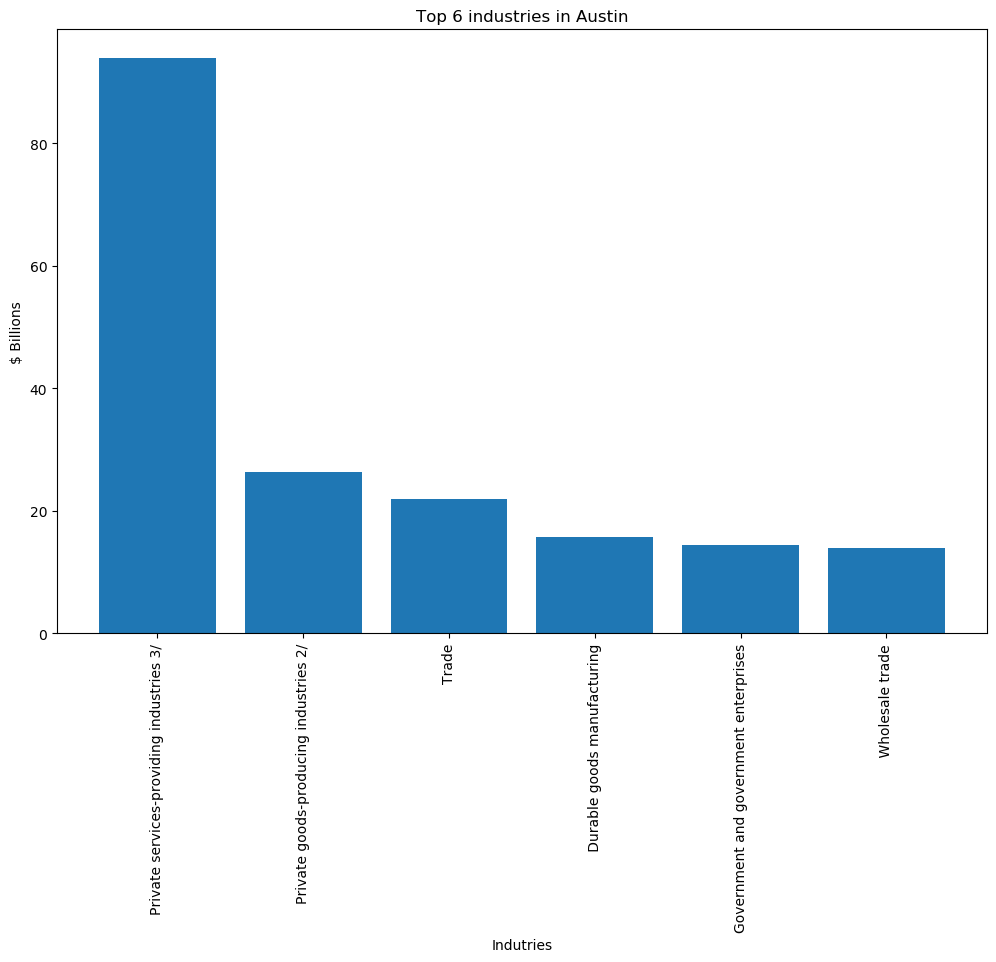 Top 6 industries in Austin
$ Billions
80
60
40
20
0
Private services-providing industries 3/
Private goods-producing industries 2/
Trade
Durable goods manufacturing
Government and government enterprises
Wholesale trade
Indutries